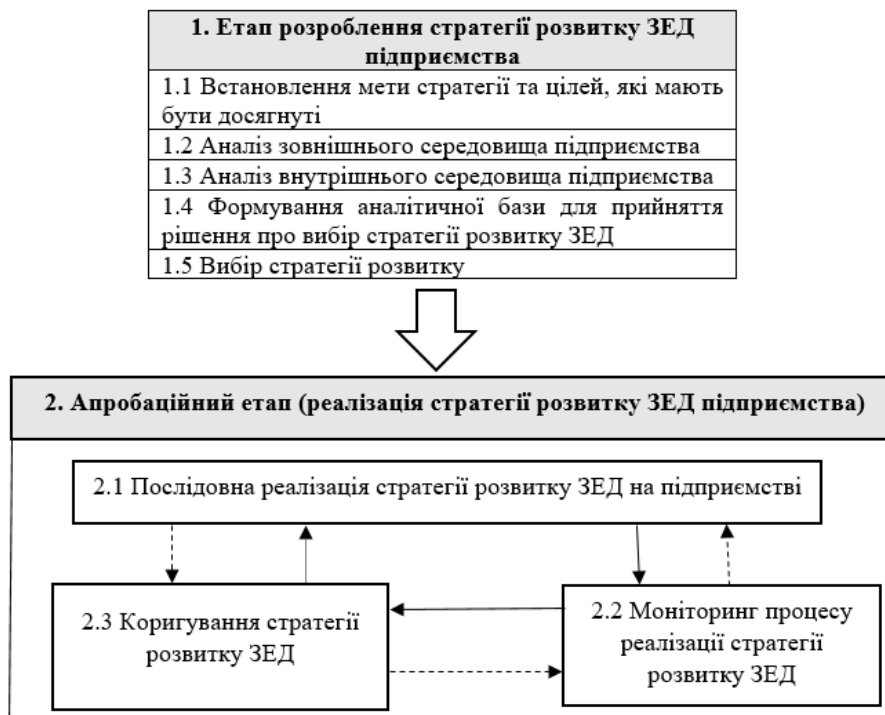 1. Етап розроблення стратегії розвитку ЗЕД
підприємства
1.1 Встановлення мети стратегії та цілей, які мають
бути досягнуті
1.2 Аналіз зовнішнього середовища підприємства
1.3 Аналіз внутрішнього середовища підприємства
1.4 Формування аналітичної бази для прийняття
рішення про вибір стратегії розвитку ЗЕД
1.5 Вибір стратегії розвитку
2. Апробаційний етап (реалізація стратегії розвитку ЗЕД підприємства)
2.1 Послідовна реалізація стратегії розвитку ЗЕД на підприємстві
2.3 Коригування стратегії
розвитку ЗЕД
2.2 Моніторинг процесу
реалізації стратегії
розвитку ЗЕД